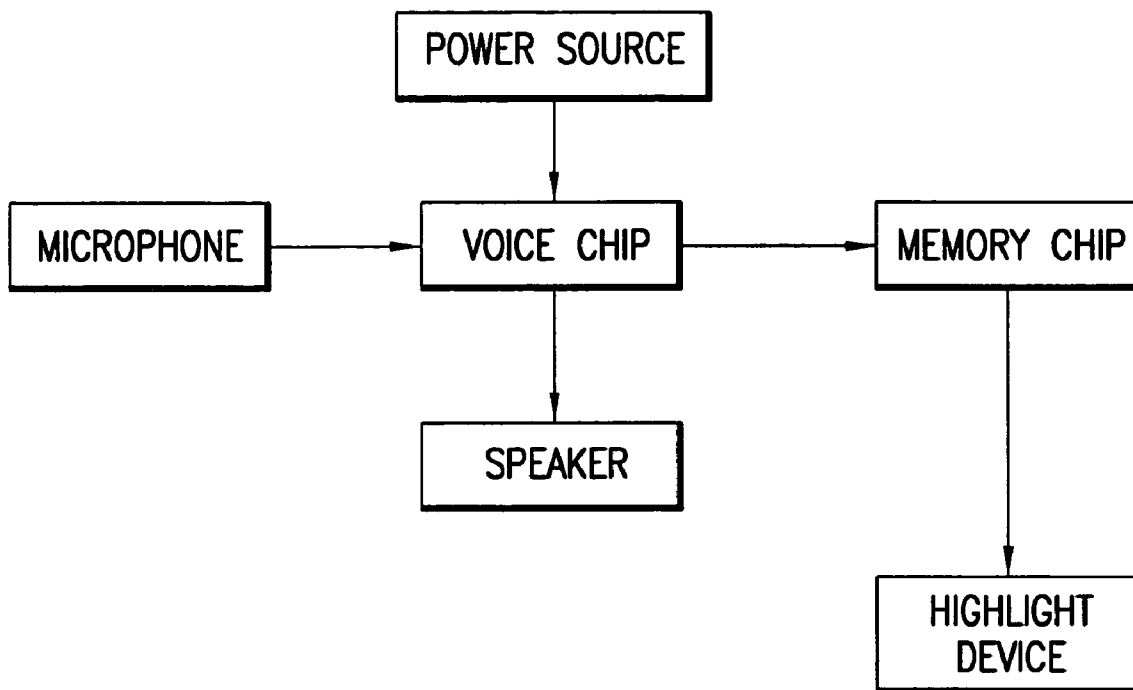 POWER SOURCE
MICROPHONE
VOICE CHIP
MEMORY CHIP
SPEAKER
HIGHLIGHT
DEVICE